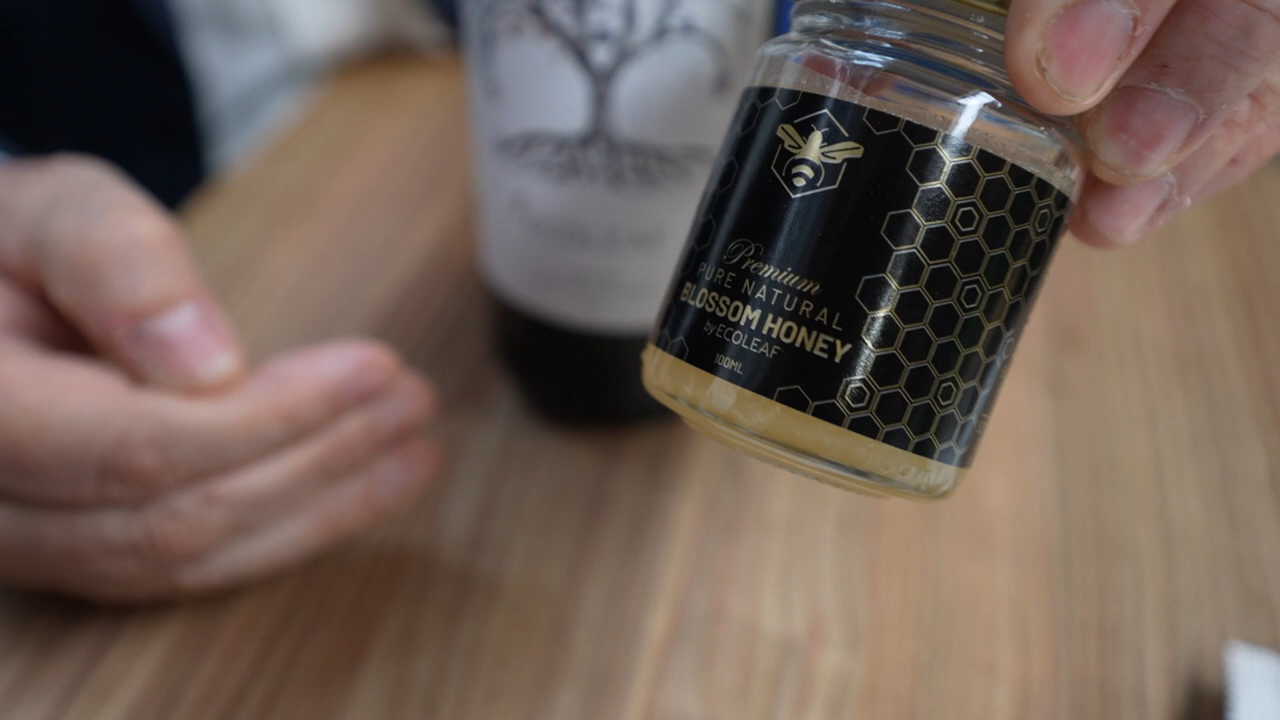 Premium
PURE NATURAL
BLOSSOM HONEY
by ECOLEAF
100ML